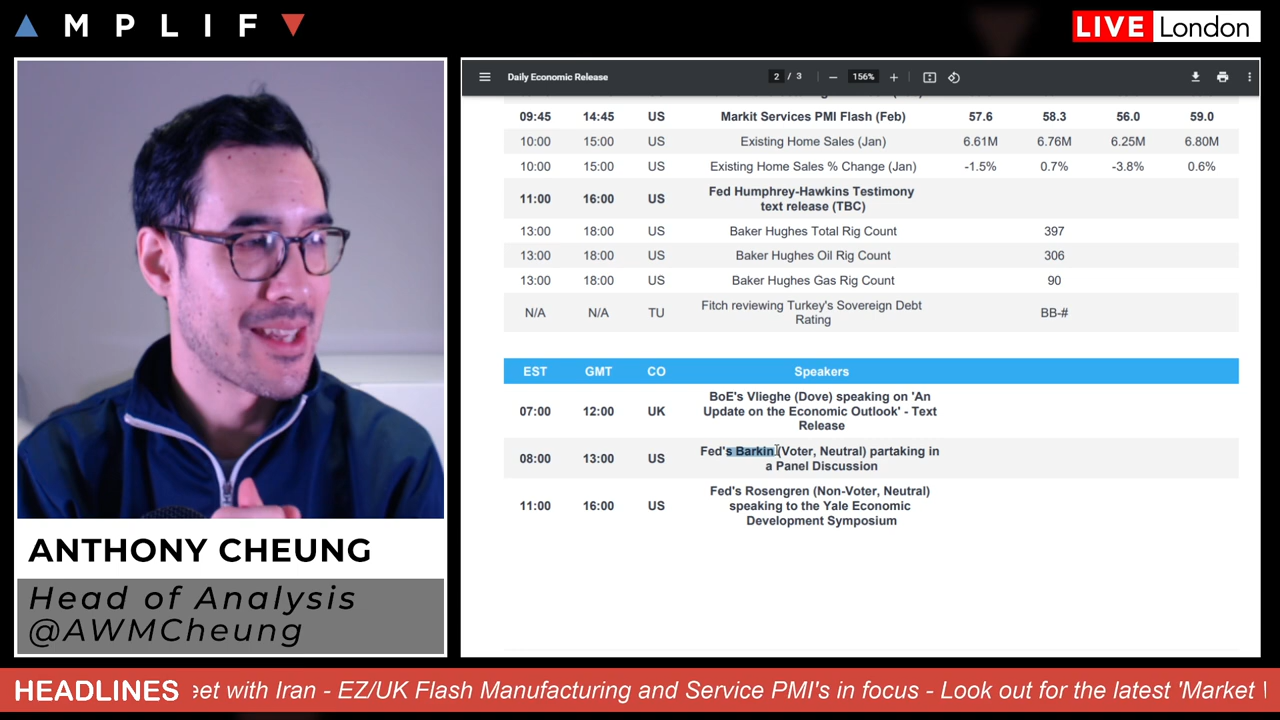 AMPLIFY
LIVE London
Daily Economic Release
2 / 3
156%
09:45 14:45 US Markit Services PMI Flash (Feb) 57.6 58.3 56.0 59.0
10:00 15:00 US Existing Home Sales (Jan) 6.61M 6.76M 6.25M 6.80M
10:00 15:00 US Existing Home Sales % Change (Jan) -1.5% 0.7% -3.8% 0.6%
11:00 16:00 US Fed Humphrey-Hawkins Testimony
text release (TBC)
13:00 18:00 US Baker Hughes Total Rig Count 397
13:00 18:00 US Baker Hughes Oil Rig Count 306
13:00 18:00 US Baker Hughes Gas Rig Count 90
N/A N/A TU Fitch reviewing Turkey's Sovereign Debt
Rating BB-#
EST GMT CO Speakers
07:00 12:00 UK BoE's Vlieghe (Dove) speaking on 'An
Update on the Economic Outlook' - Text
Release
08:00 13:00 US Fed's Barkin (Voter, Neutral) partaking in
a Panel Discussion
11:00 16:00 US Fed's Rosengren (Non-Voter, Neutral)
speaking to the Yale Economic
Development Symposium
ANTHONY CHEUNG
Head of Analysis
@AWMCheung
HEADLINES with Iran - EZ/UK Flash Manufacturing and Service PMI's in focus - Look out for the latest 'Market